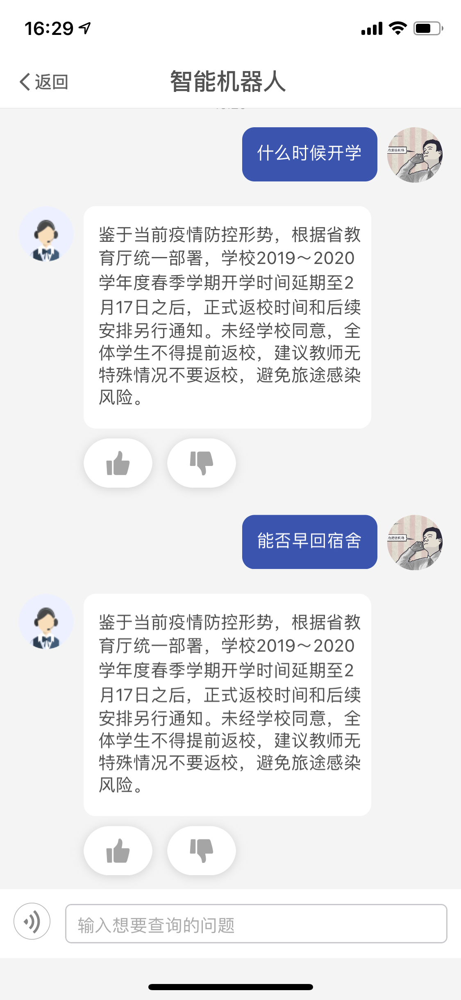 16:29
返回
智能机器人
什么时候开学
在赶往机场
鉴于当前疫情防控形势，根据省教
育厅统一部署，学校2019～2020
学年度春季学期开学时间延期至2
月17日之后，正式返校时间和后续
安排另行通知。未经学校同意，全
体学生不得提前返校，建议教师无
特殊情况不要返校，避免旅途感染
风险。
能否早回宿舍
在赶往机场
鉴于当前疫情防控形势，根据省教
育厅统一部署，学校2019～2020
学年度春季学期开学时间延期至2
月17日之后，正式返校时间和后续
安排另行通知。未经学校同意，全
体学生不得提前返校，建议教师无
特殊情况不要返校，避免旅途感染
风险。
输入想要查询的问题